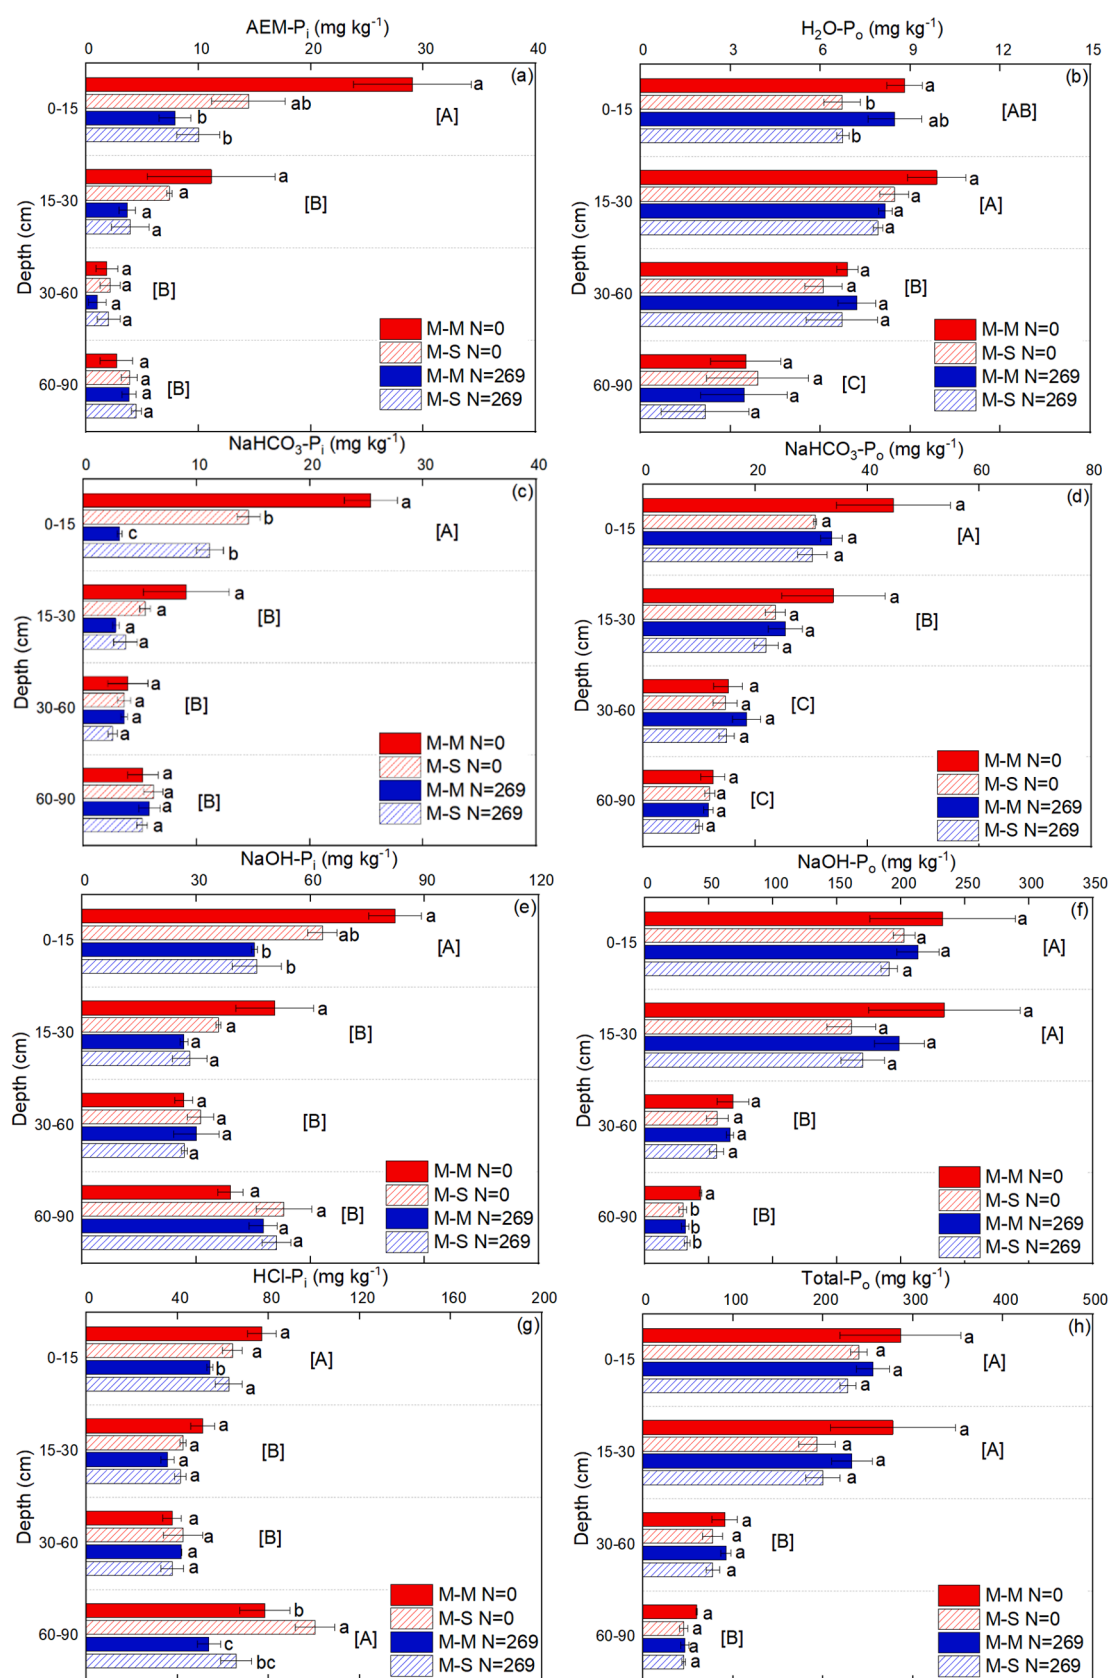 AEM-Pi (mg kg-1)
0 10 20 30 40
(a)
Depth (cm)
0-15
a
ab
b
b
[A]
15-30
a
a
a
a
[B]
30-60
a
a
a
a
[B]
60-90
a
a
a
a
[B]
M-M N=0
M-S N=0
M-M N=269
M-S N=269
H2O-Po (mg kg-1)
0 3 6 9 12 15
(b)
Depth (cm)
0-15
a
b
ab
b
[AB]
15-30
a
a
a
a
[A]
30-60
a
a
a
a
[B]
60-90
a
a
a
a
[C]
M-M N=0
M-S N=0
M-M N=269
M-S N=269
NaHCO3-Pi (mg kg-1)
0 10 20 30 40
(c)
Depth (cm)
0-15
a
b
c
b
[A]
15-30
a
a
a
a
[B]
30-60
a
a
a
a
[B]
60-90
a
a
a
a
[B]
M-M N=0
M-S N=0
M-M N=269
M-S N=269
NaHCO3-Po (mg kg-1)
0 20 40 60 80
(d)
Depth (cm)
0-15
a
a
a
a
[A]
15-30
a
a
a
a
[B]
30-60
a
a
a
a
[C]
60-90
a
a
a
a
[C]
M-M N=0
M-S N=0
M-M N=269
M-S N=269
NaOH-Pi (mg kg-1)
0 30 60 90 120
(e)
Depth (cm)
0-15
a
ab
b
b
[A]
15-30
a
a
a
a
[B]
30-60
a
a
a
a
[B]
60-90
a
a
a
a
[B]
M-M N=0
M-S N=0
M-M N=269
M-S N=269
NaOH-Po (mg kg-1)
0 50 100 150 200 250 300 350
(f)
Depth (cm)
0-15
a
a
a
a
[A]
15-30
a
a
a
a
[A]
30-60
a
a
a
a
[B]
60-90
a
b
b
b
[B]
M-M N=0
M-S N=0
M-M N=269
M-S N=269
HCl-Pi (mg kg-1)
0 40 80 120 160 200
(g)
Depth (cm)
0-15
a
a
b
a
[A]
15-30
a
a
a
a
[B]
30-60
a
a
a
a
[B]
60-90
b
a
c
bc
[A]
M-M N=0
M-S N=0
M-M N=269
M-S N=269
Total-Po (mg kg-1)
0 100 200 300 400 500
(h)
Depth (cm)
0-15
a
a
a
a
[A]
15-30
a
a
a
a
[A]
30-60
a
a
a
a
[B]
60-90
a
a
a
a
[B]
M-M N=0
M-S N=0
M-M N=269
M-S N=269